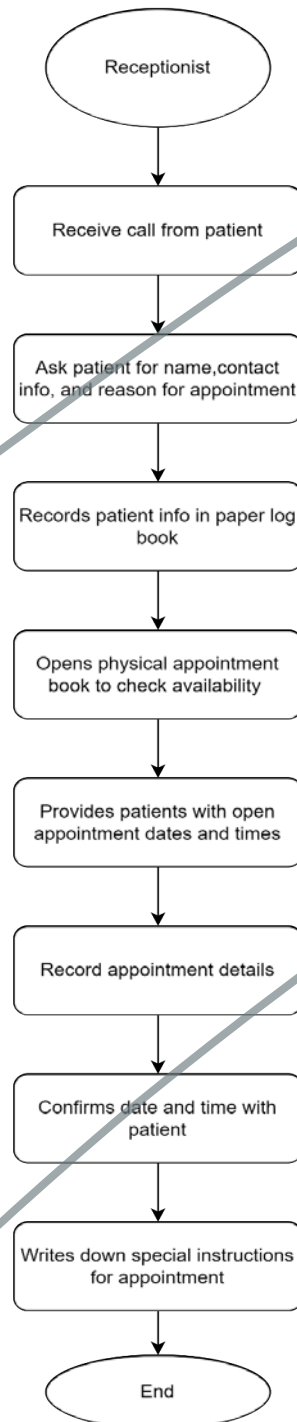 Receptionist
Receive call from patient
Ask patient for name,contact
info, and reason for appointment
Records patient info in paper log
book
Opens physical appointment
book to check availability
Provides patients with open
appointment dates and times
Record appointment details
Confirms date and time with
patient
Writes down special instructions
for appointment
End